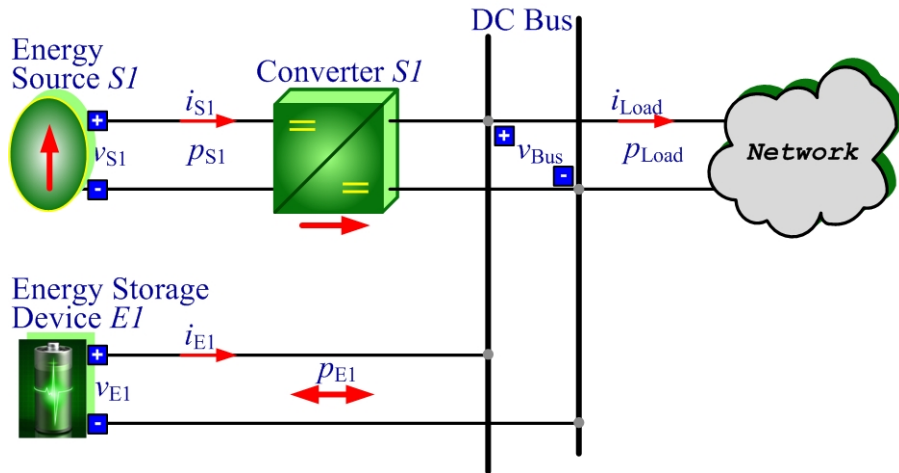 DC Bus
Energy
Source S1
Converter S1
+
iS1
vS1
pS1
-
=
=
+
vBus
-
iLoad
pLoad
Network
Energy Storage
Device E1
+
iE1
vE1
pE1
-